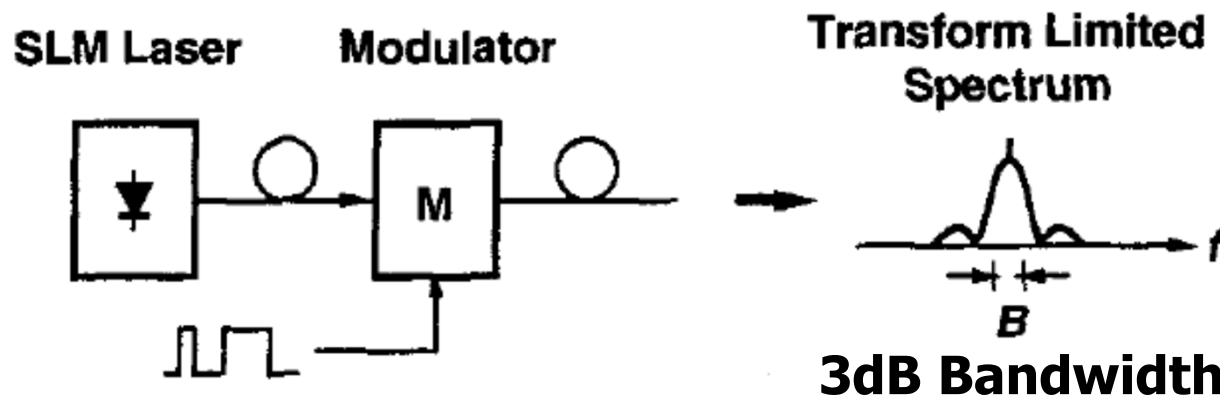 SLM Laser
Modulator
Transform Limited
Spectrum
M
f
B
3dB Bandwidth